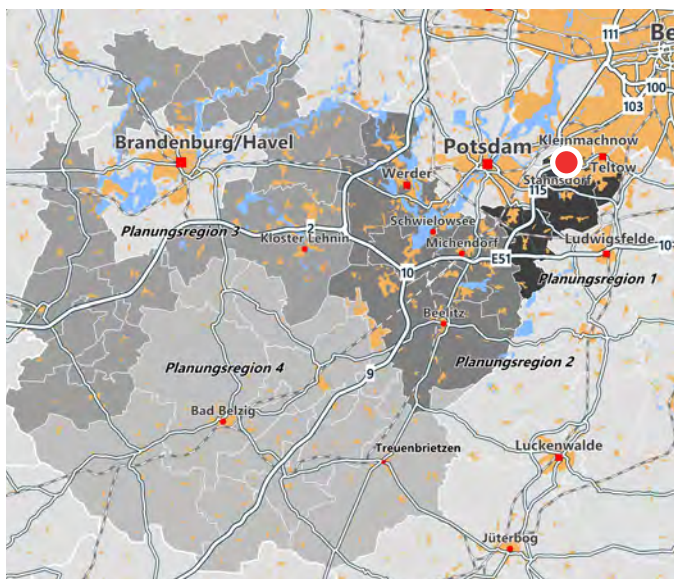 111
Be
100
103
Brandenburg/Havel
Potsdam
Kleinmachnow
Teltow
Stahnsdorf
115
Werder
Planungsregion 3
2
Kloster Lehnin
Schwielowsee
Michendorf
E51
Ludwigsfelde
10
10
Planungsregion 1
Beelitz
Planungsregion 4
9
Planungsregion 2
Bad Belzig
Treuenbrietzen
Luckenwalde
Jüterbog